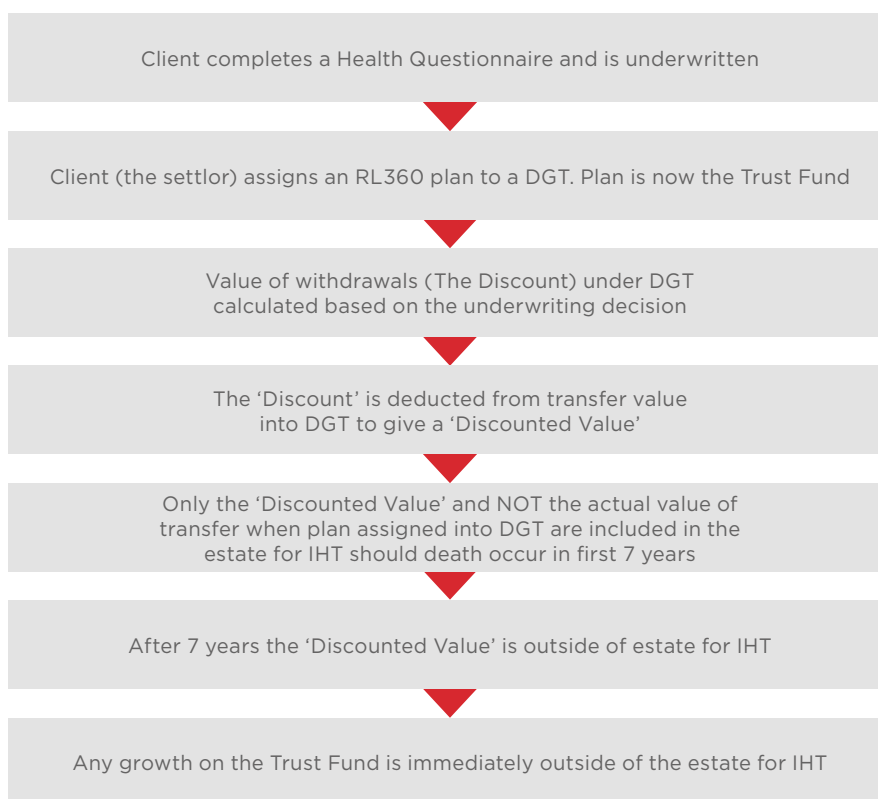 Client completes a Health Questionnaire and is underwritten
Client (the settlor) assigns an RL360 plan to a DGT. Plan is now the Trust Fund
Value of withdrawals (The Discount) under DGT
calculated based on the underwriting decision
The ‘Discount’ is deducted from transfer value
into DGT to give a ‘Discounted Value’
Only the ‘Discounted Value’ and NOT the actual value of
transfer when plan assigned into DGT are included in the
estate for IHT should death occur in first 7 years
After 7 years the ‘Discounted Value’ is outside of estate for IHT
Any growth on the Trust Fund is immediately outside of the estate for IHT